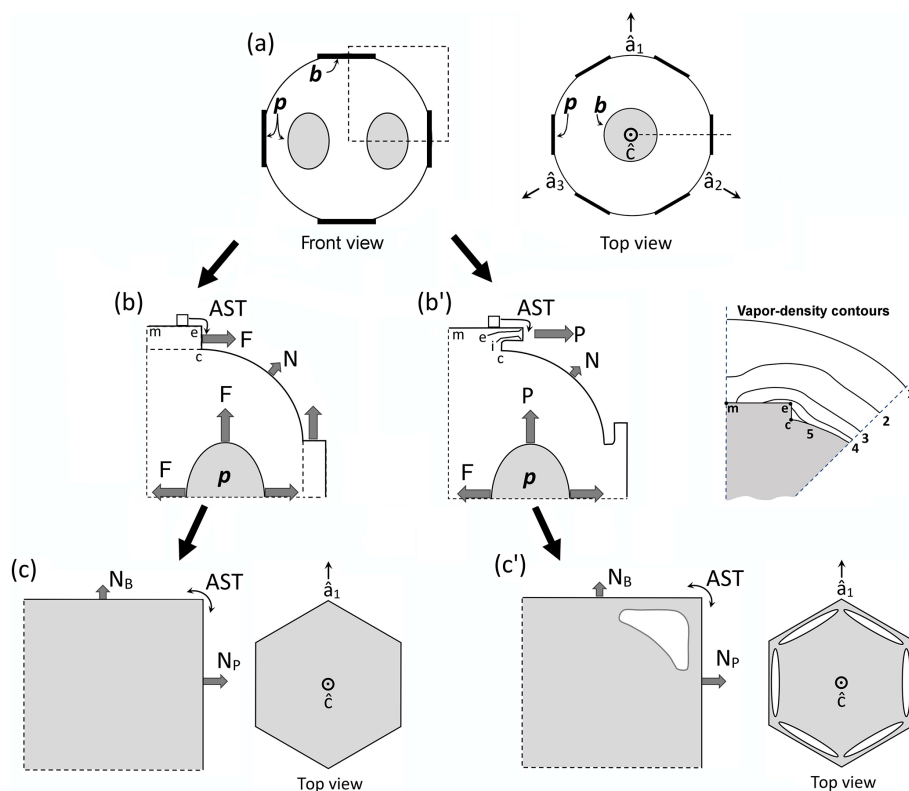 (a)
b
p
Front view
â1
p
b
ĉ
â3
â2
Top view
(b)
AST
m
e
F
c
N
F
F
p
(b')
AST
m
e
P
i
c
N
P
F
p
Vapor-density contours
m
e
c
5
1
2
3
4
(c)
NB
AST
NP
â1
ĉ
Top view
(c')
NB
AST
NP
â1
ĉ
Top view